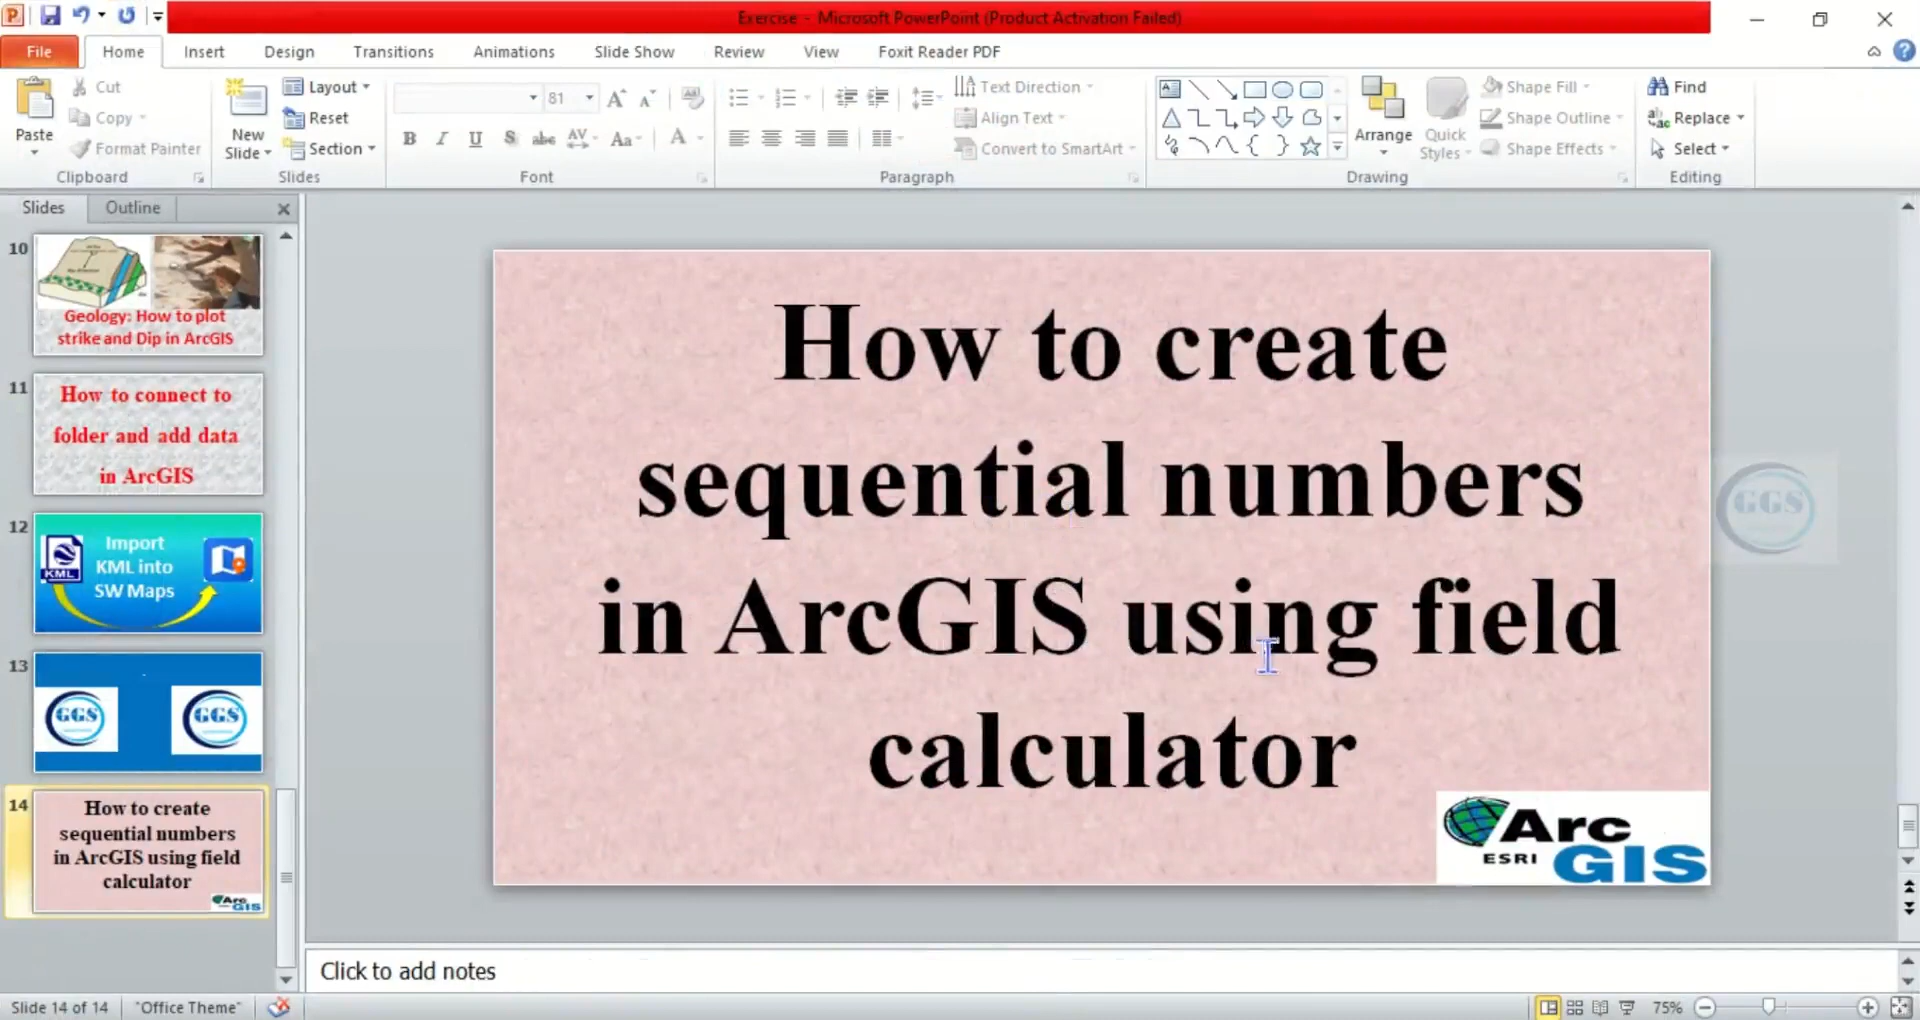 Exercise - Microsoft PowerPoint (Product Activation Failed)
File Home Insert Design Transitions Animations Slide Show Review View Foxit Reader PDF
Paste
Cut
Copy
Format Painter
Clipboard
New
Slide
Layout
Reset
Section
Slides
81
Font
Paragraph
Text Direction
Align Text
Convert to SmartArt
Arrange
Quick
Styles
Shape Fill
Shape Outline
Shape Effects
Drawing
Find
Replace
Select
Editing
Slides Outline
10
Geology: How to plot
strike and Dip in ArcGIS
11
How to connect to
folder and add data
in ArcGIS
12
KML
Import
KML into
SW Maps
13
GGS GGS
14
How to create
sequential numbers
in ArcGIS using field
calculator
Arc
GIS
How to create
sequential numbers
in ArcGIS using field
calculator
Arc
ESRI GIS
GGS
Click to add notes
Slide 14 of 14 "Office Theme" 75%